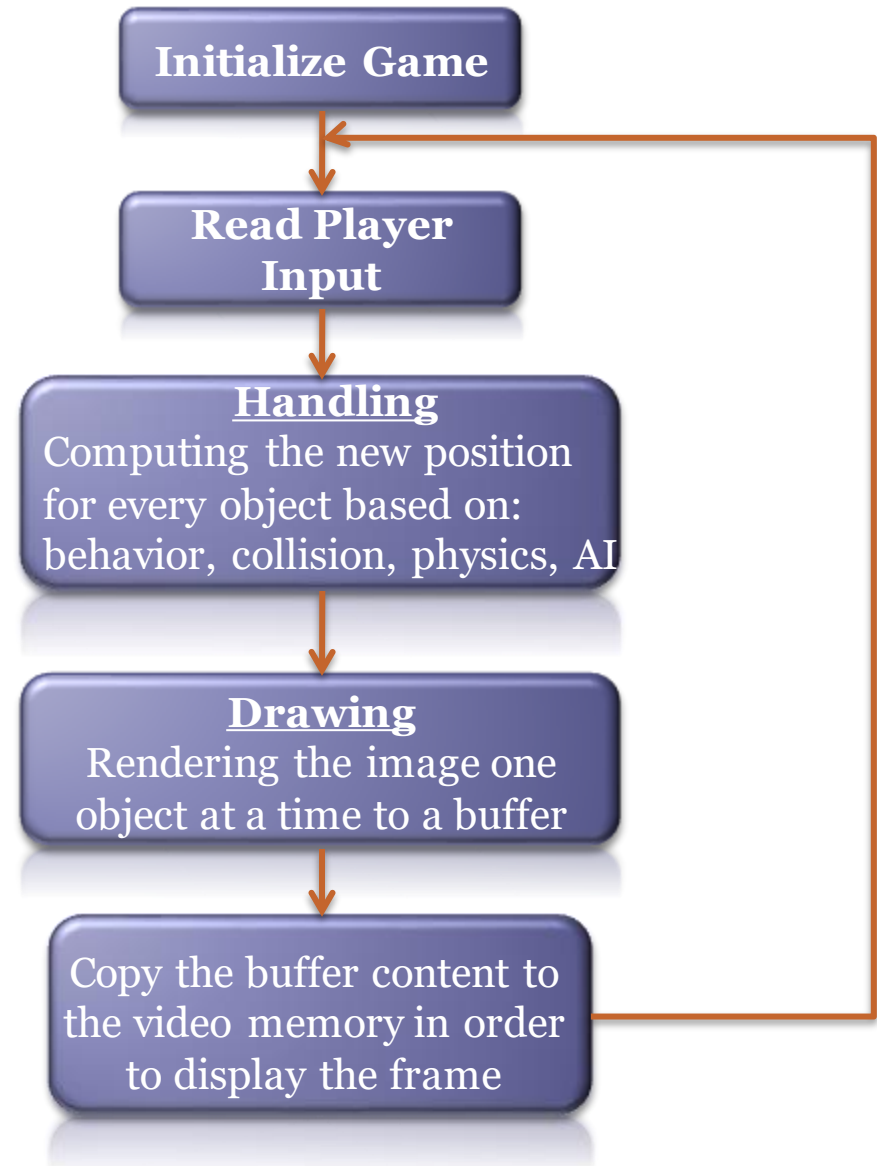 Initialize Game
Read Player
Input
Handling
Computing the new position
for every object based on:
behavior, collision, physics, AI
Drawing
Rendering the image one
object at a time to a buffer
Copy the buffer content to
the video memory in order
to display the frame